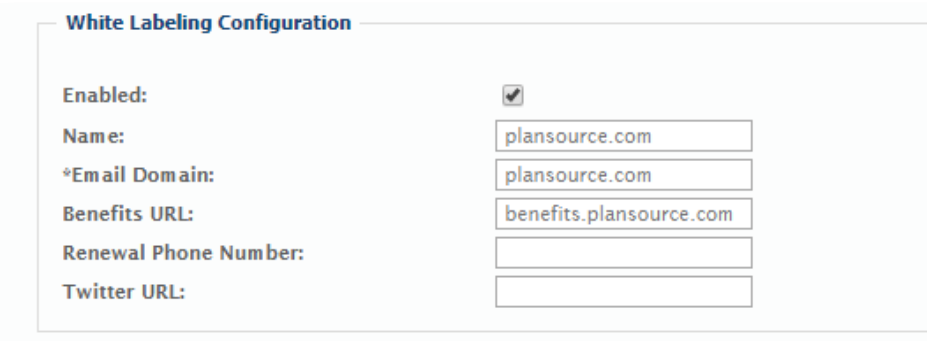 White Labeling Configuration
Enabled:
Name: plansource.com
*Email Domain: plansource.com
Benefits URL: benefits.plansource.com
Renewal Phone Number:
Twitter URL: